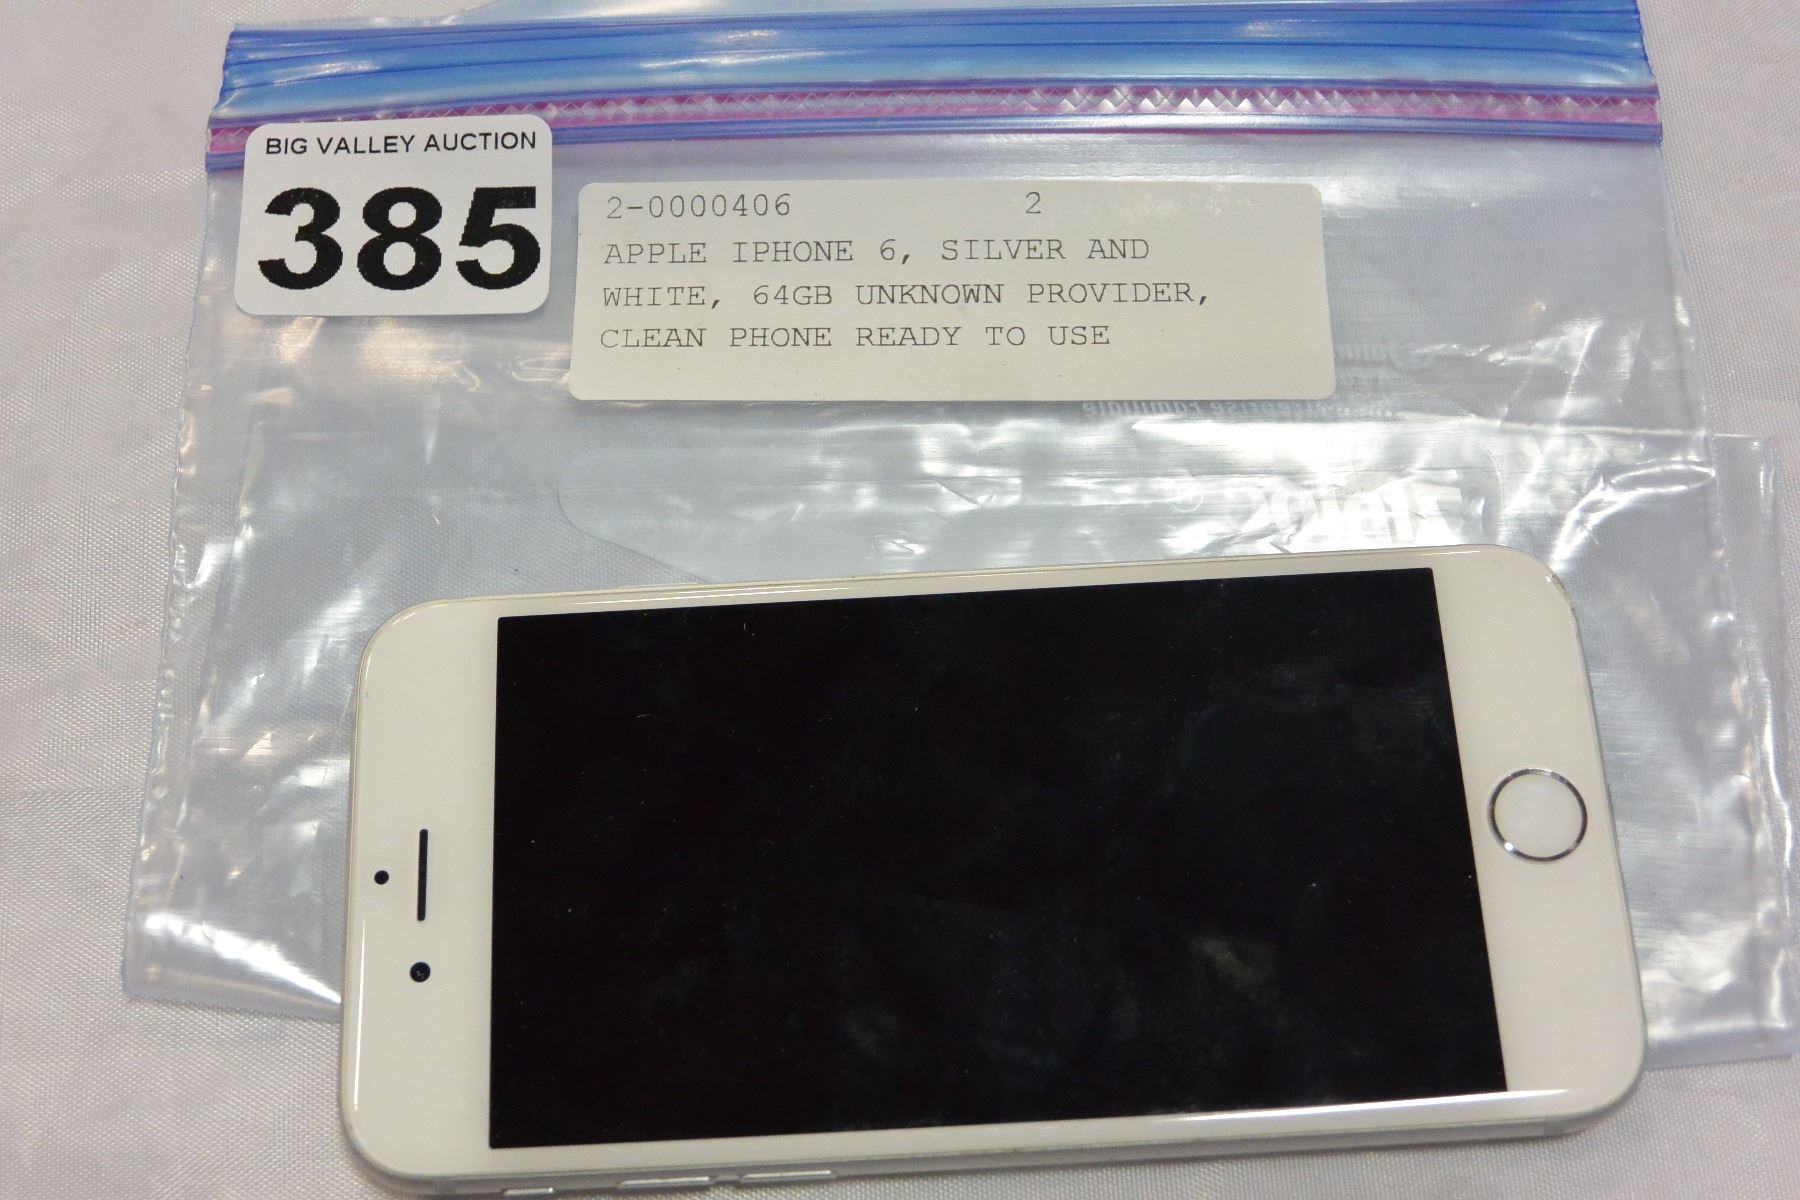 BIG VALLEY AUCTION
385
2-0000406 2
APPLE IPHONE 6, SILVER AND
WHITE, 64GB UNKNOWN PROVIDER,
CLEAN PHONE READY TO USE
ziploc®